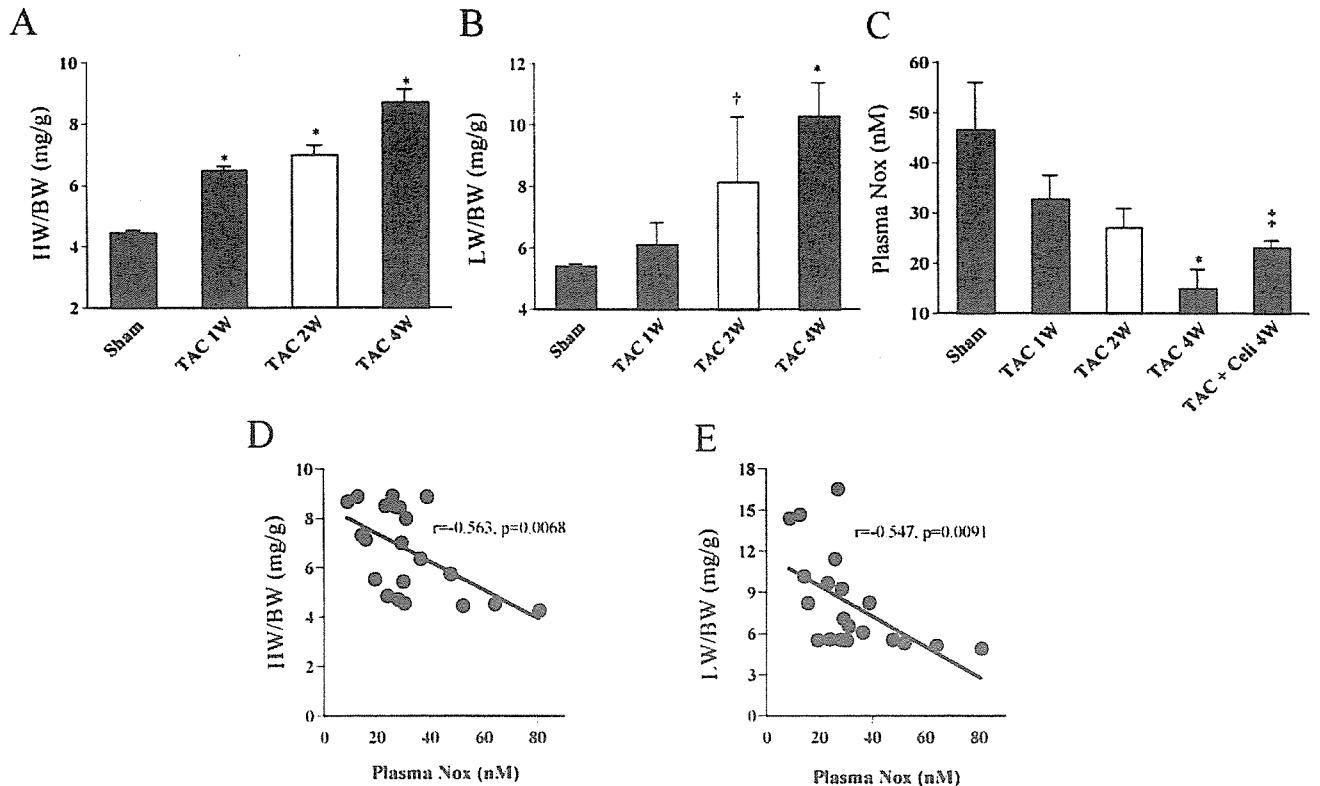 A
HW/BW (mg/g)
10
8
6
4
2
*
*
*
Sham
TAC 1W
TAC 2W
TAC 4W
B
LW/BW (mg/g)
12
10
8
6
4
†
*
Sham
TAC 1W
TAC 2W
TAC 4W
C
Plasma Nox (nM)
60
50
40
30
20
10
*
‡
Sham
TAC 1W
TAC 2W
TAC 4W
TAC + Celi 4W
D
HW/BW (mg/g)
10
8
6
4
2
0
r=-0.563, p=0.0068
0
20
40
60
80
Plasma Nox (nM)
E
LW/BW (mg/g)
18
15
12
9
6
3
0
r=-0.547, p=0.0091
0
20
40
60
80
Plasma Nox (nM)